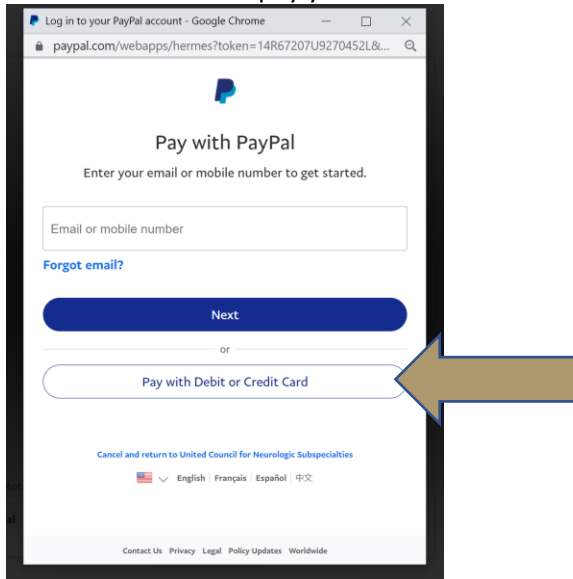 Log in to your PayPal account - Google Chrome
paypal.com/webapps/hermes?token=14R67207U9270452L&...
Pay with PayPal
Enter your email or mobile number to get started.
Email or mobile number
Forgot email?
Next
or
Pay with Debit or Credit Card
Cancel and return to United Council for Neurologic Subspecialties
English Français Español 中文
Contact Us Privacy Legal Policy Updates Worldwide